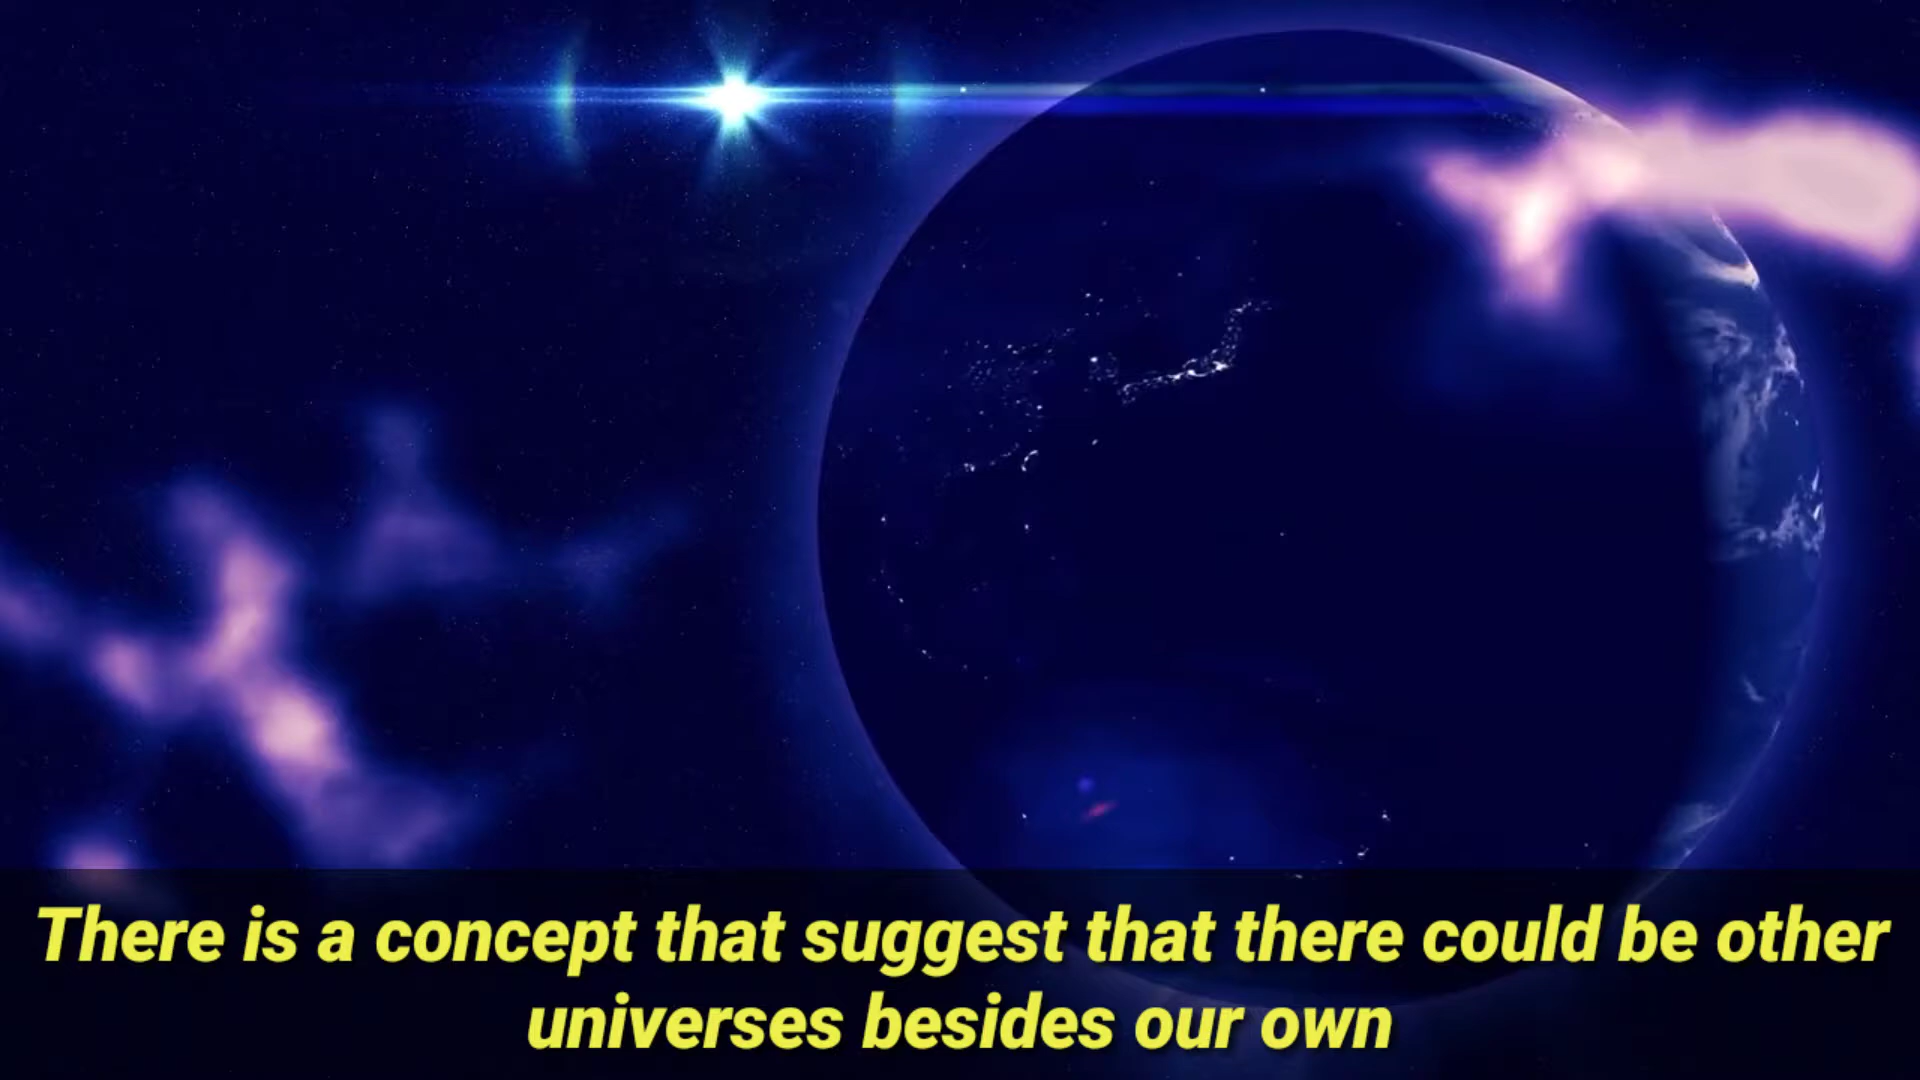 There is a concept that suggest that there could be other
universes besides our own